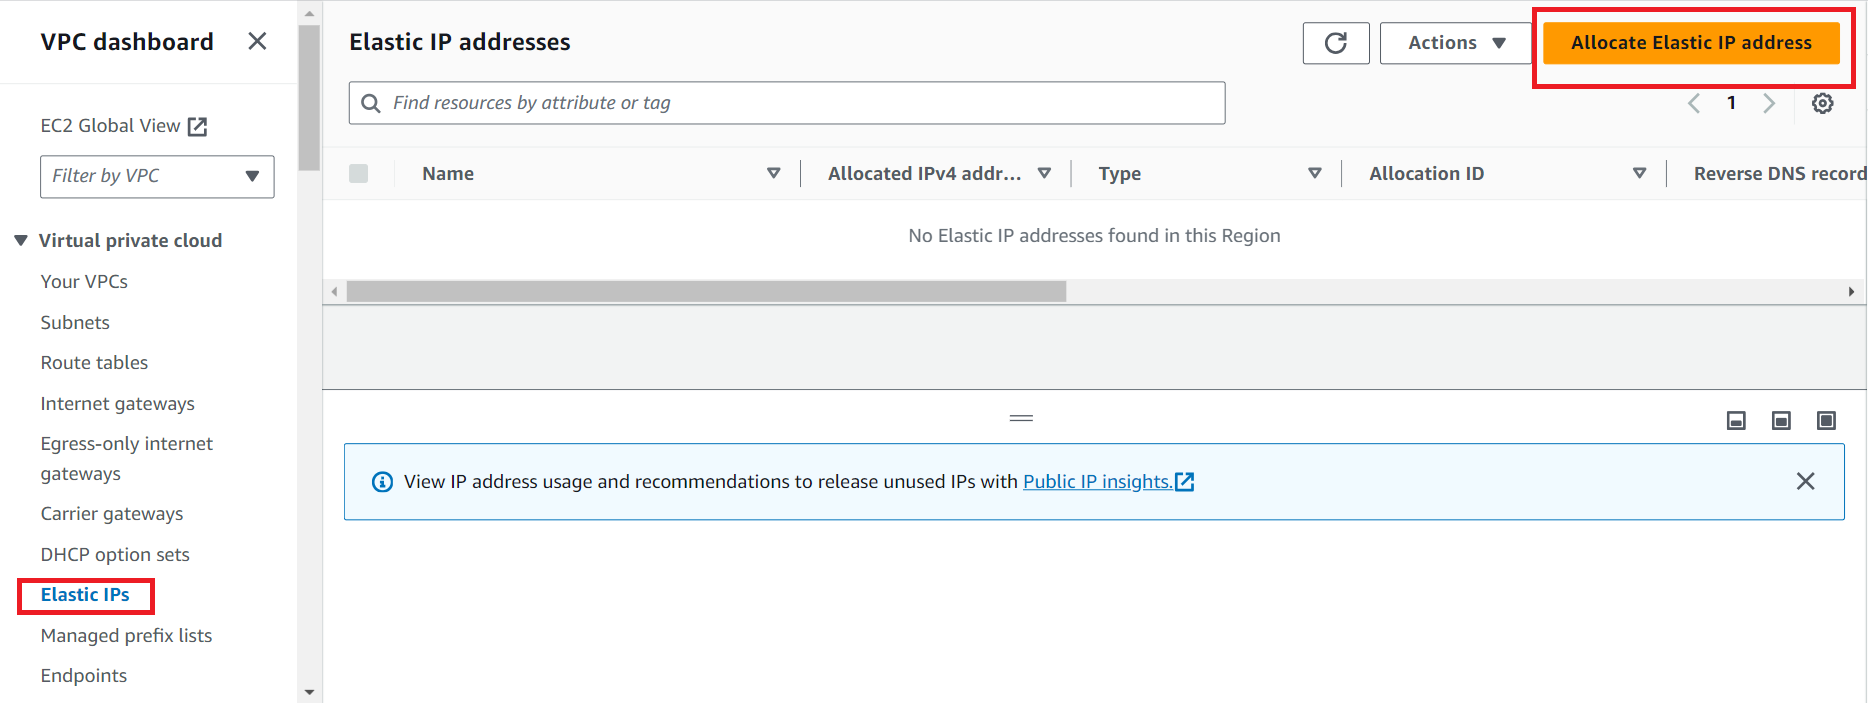 VPC dashboard
EC2 Global View
Filter by VPC
Virtual private cloud
Your VPCs
Subnets
Route tables
Internet gateways
Egress-only internet
gateways
Carrier gateways
DHCP option sets
Elastic IPs
Managed prefix lists
Endpoints
Elastic IP addresses
Actions
Allocate Elastic IP address
Find resources by attribute or tag
1
Name
Allocated IPv4 addr...
Type
Allocation ID
Reverse DNS record
No Elastic IP addresses found in this Region
View IP address usage and recommendations to release unused IPs with Public IP insights.